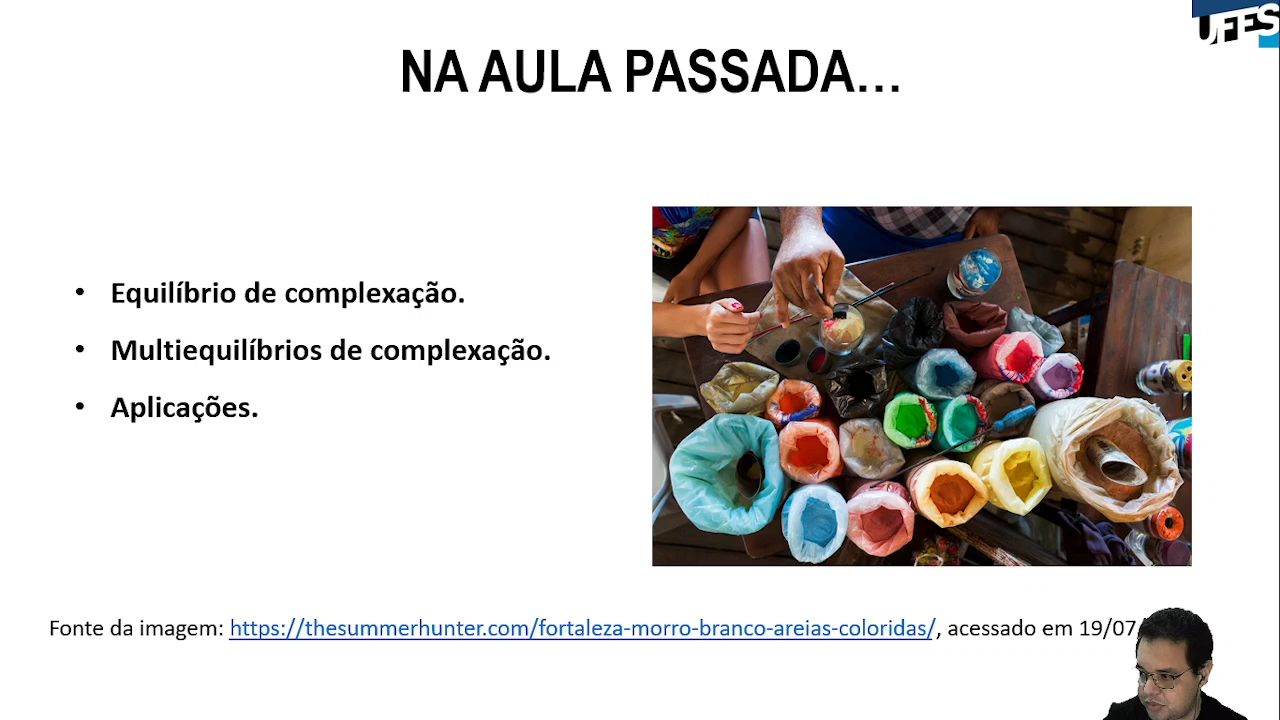 UFES
NA AULA PASSADA...
• Equilíbrio de complexação.
• Multiequilíbrios de complexação.
• Aplicações.
Fonte da imagem: https://thesummerhunter.com/fortaleza-morro-branco-areias-coloridas/, acessado em 19/07/